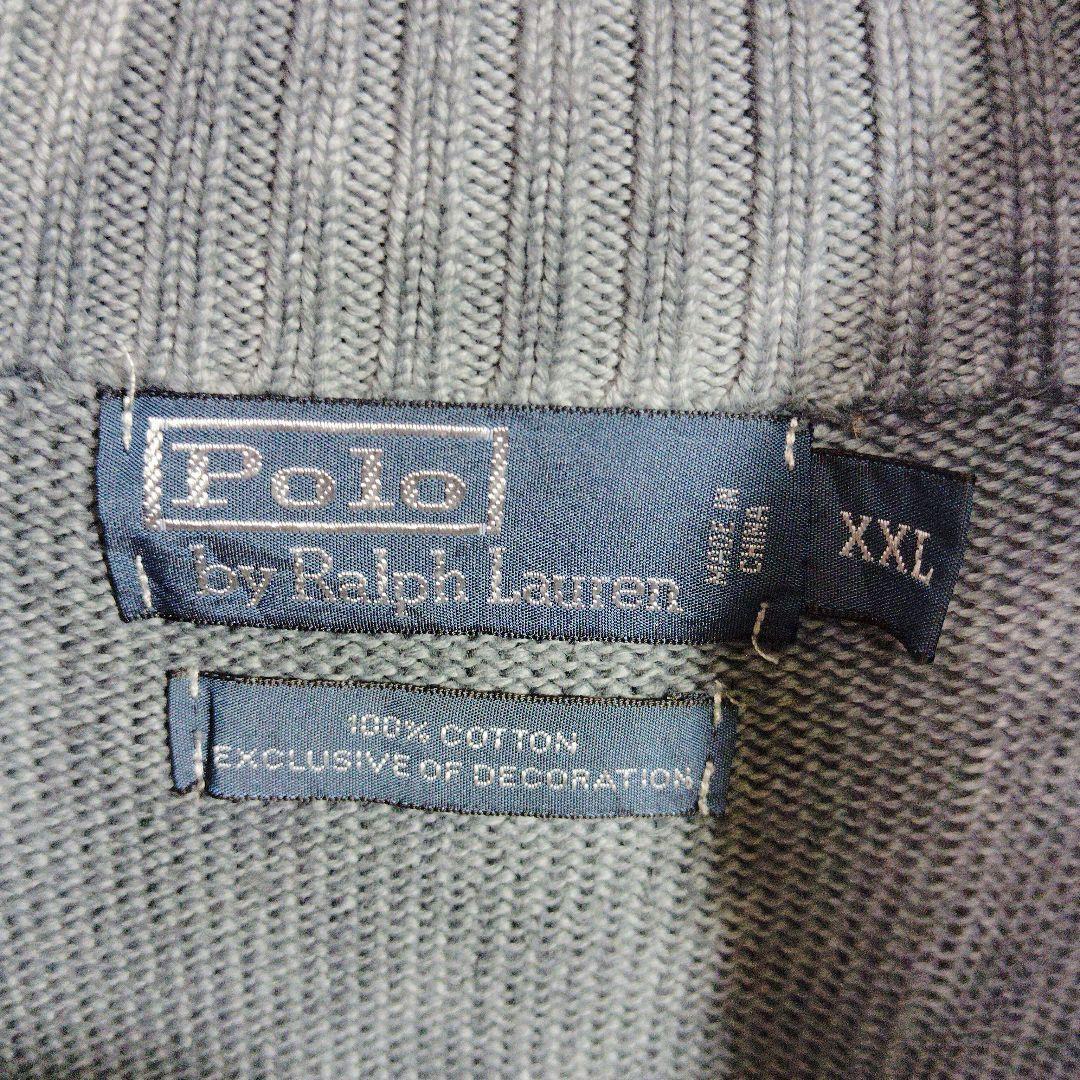 Polo
by Ralph Lauren
MADE IN
CHINA
XXL
100% COTTON
EXCLUSIVE OF DECORATION